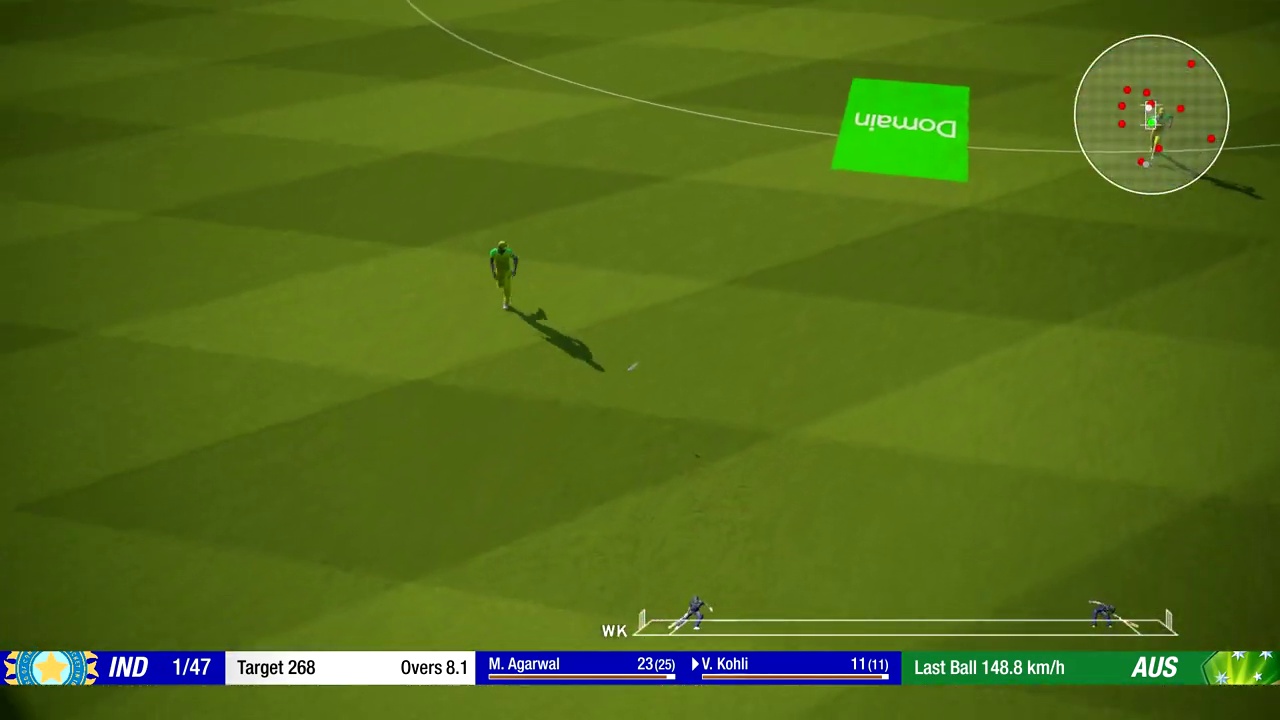 Domain
WK
IND 1/47 Target 268 Overs 8.1 M. Agarwal 23(25) V. Kohli 11(11) Last Ball 148.8 km/h AUS